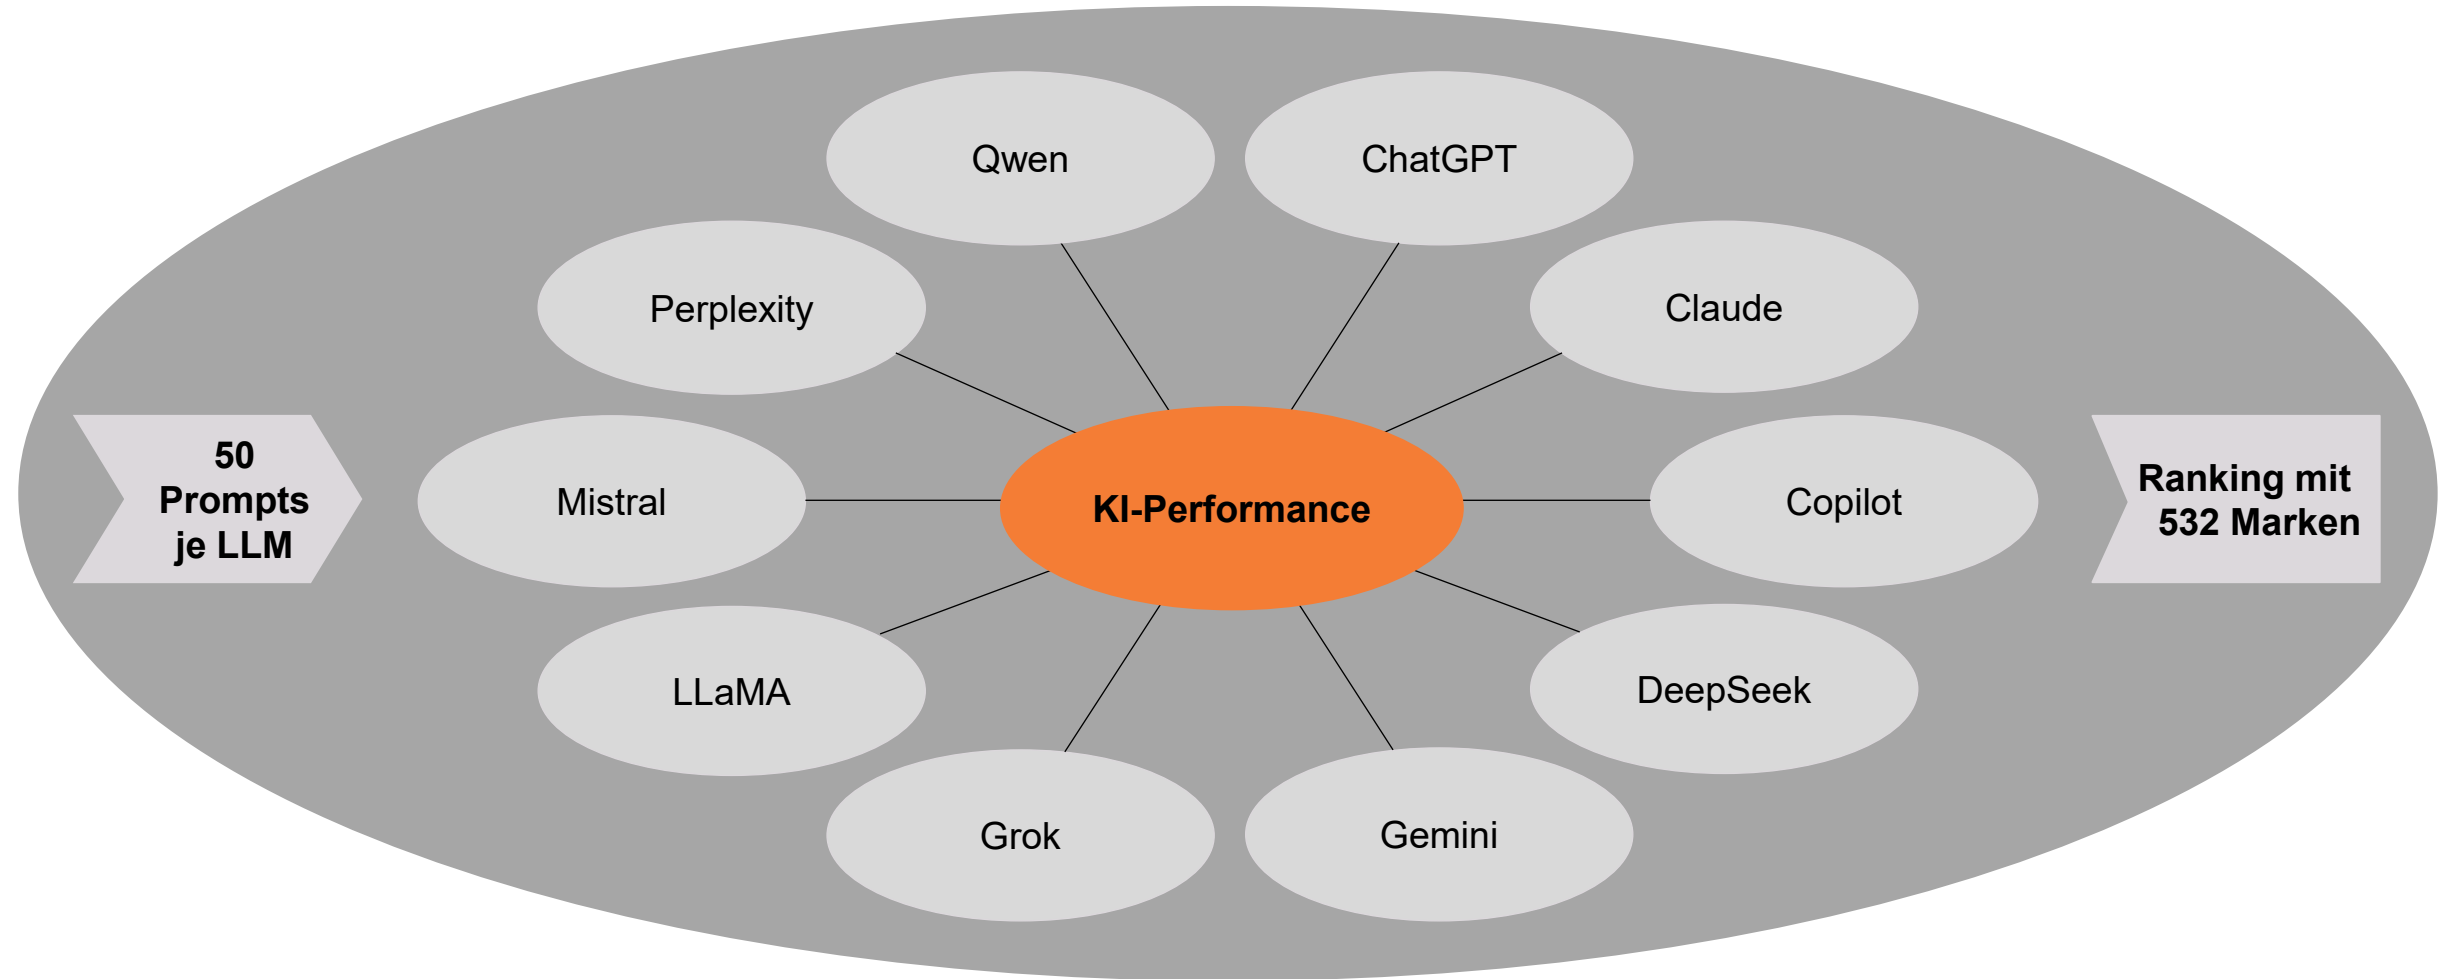 Qwen
ChatGPT
Perplexity
Claude
50
Prompts
je LLM
Mistral
KI-Performance
Copilot
Ranking mit
532 Marken
LLaMA
DeepSeek
Grok
Gemini